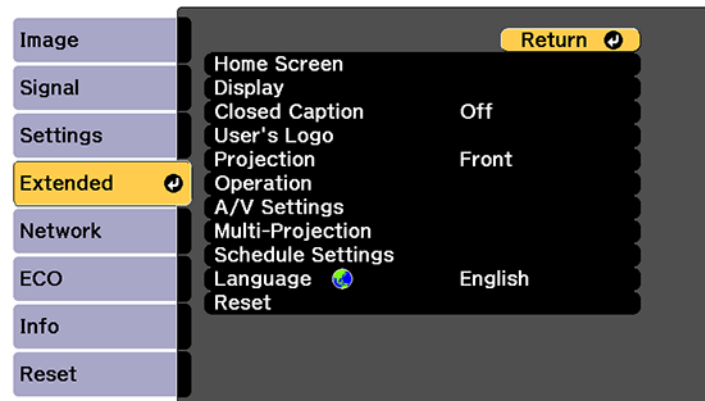 Image
Signal
Settings
Extended
Network
ECO
Info
Reset
Return
Home Screen
Display
Closed Caption Off
User's Logo
Projection Front
Operation
A/V Settings
Multi-Projection
Schedule Settings
Language English
Reset